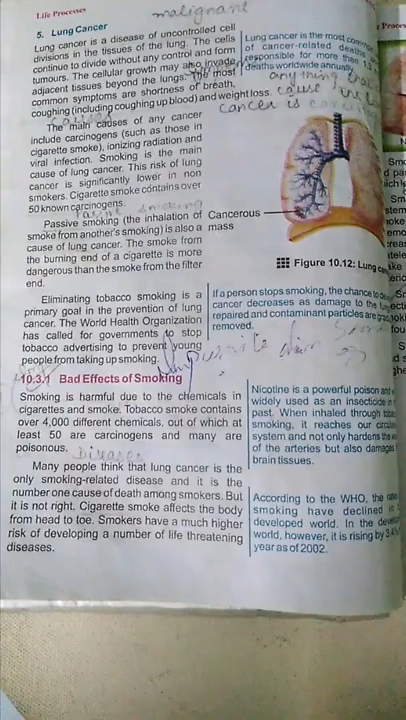 Life Processes
malignant
5. Lung Cancer
Lung cancer is a disease of uncontrolled cell
divisions in the tissues of the lung. The cells
continue to divide without any control and form
tumours. The cellular growth may also invade
adjacent tissues beyond the lungs. The most
common symptoms are shortness of breath,
coughing (including coughing up blood) and weight loss.
Lung cancer is the most common
of cancer-related deaths
responsible for more than 1.3
deaths worldwide annually.
any thing that
cause
cancer is
causes
The main causes of any cancer
include carcinogens (such as those in
cigarette smoke), ionizing radiation and
viral infection. Smoking is the main
cause of lung cancer. This risk of lung
cancer is significantly lower in non
smokers. Cigarette smoke contains over
50 known carcinogens.
Passive smoking
Passive smoking (the inhalation of
smoke from another's smoking) is also a
cause of lung cancer. The smoke from
the burning end of a cigarette is more
dangerous than the smoke from the filter
end.
Cancerous
mass
Figure 10.12: Lung
Eliminating tobacco smoking is a
primary goal in the prevention of lung
cancer. The World Health Organization
has called for governments to stop
tobacco advertising to prevent young
people from taking up smoking.
If a person stops smoking, the chance to
cancer decreases as damage to the
repaired and contaminant particles are
removed.
10.3.1 Bad Effects of Smoking
Smoking is harmful due to the chemicals in
cigarettes and smoke. Tobacco smoke contains
over 4,000 different chemicals, out of which at
least 50 are carcinogens and many are
poisonous.
Diseases
Many people think that lung cancer is the
only smoking-related disease and it is the
number one cause of death among smokers. But
it is not right. Cigarette smoke affects the body
from head to toe. Smokers have a much higher
risk of developing a number of life threatening
diseases.
Nicotine is a powerful poison and
widely used as an insecticide in
past. When inhaled through
smoking, it reaches our
system and not only hardens the
of the arteries but also damages
brain tissues.
According to the WHO, the
smoking have declined in
developed world. In the
world, however, it is rising by 3.4%
year as of 2002.